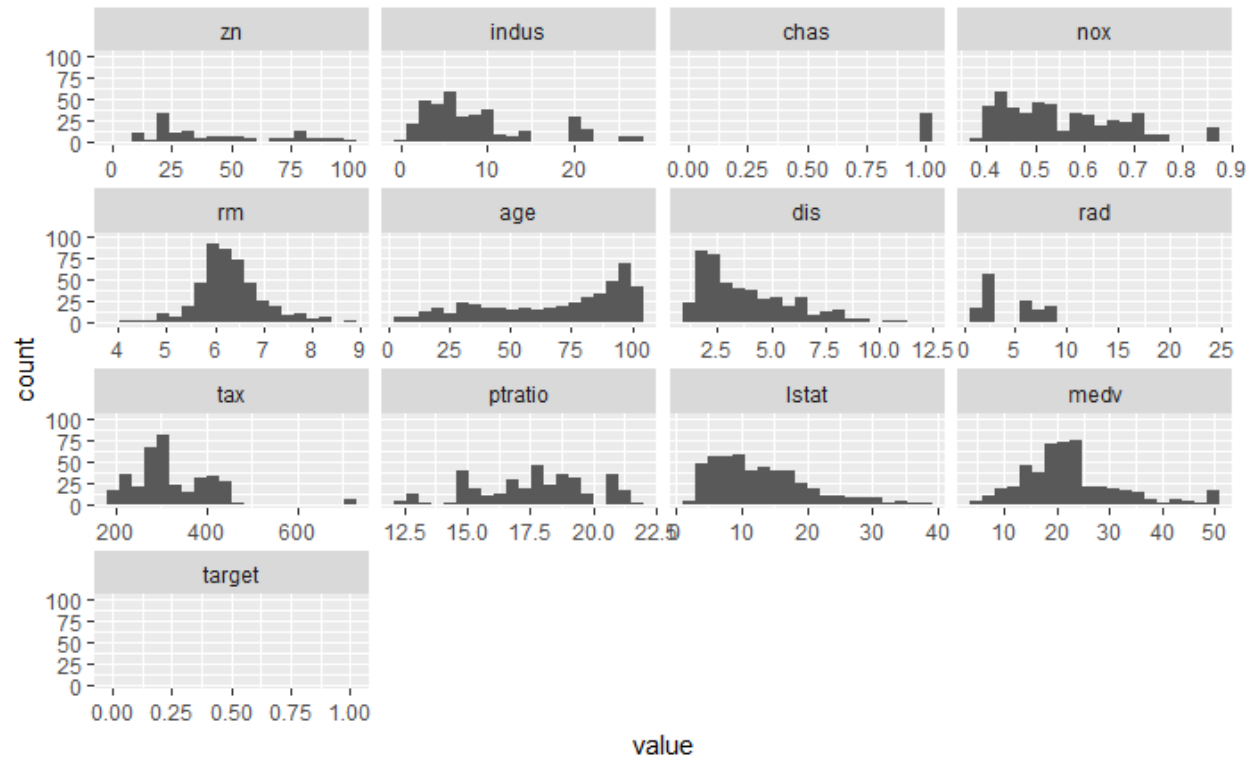 zn indus chas nox
100
75
50
25
0
0 25 50 75 100 0 10 20 0.00 0.25 0.50 0.75 1.00 0.4 0.5 0.6 0.7 0.8 0.9
rm age dis rad
100
75
50
25
0
4 5 6 7 8 9 0 25 50 75 100 2.5 5.0 7.5 10.0 12.5 0 5 10 15 20 25
count
tax ptratio lstat medv
100
75
50
25
0
200 400 600 12.5 15.0 17.5 20.0 22.5 0 10 20 30 40 10 20 30 40 50
target
100
75
50
25
0
0.00 0.25 0.50 0.75 1.00
value